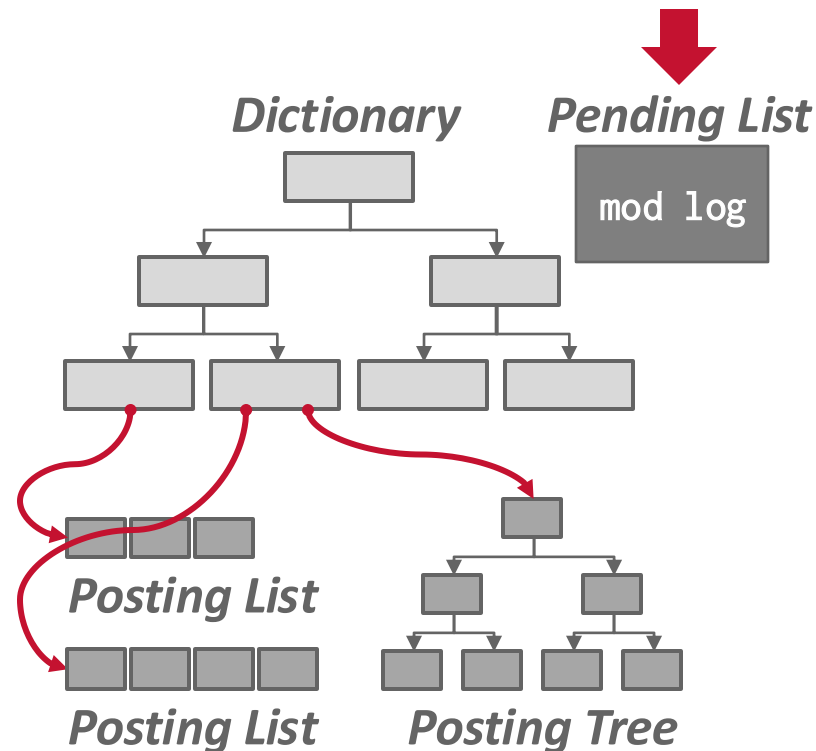 Dictionary
Pending List
mod log
Posting List
Posting List
Posting Tree